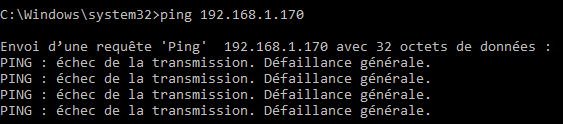 C:\Windows\system32>ping 192.168.1.170
Envoi d’une requête 'Ping'  192.168.1.170 avec 32 octets de données :
PING : échec de la transmission. Défaillance générale.
PING : échec de la transmission. Défaillance générale.
PING : échec de la transmission. Défaillance générale.
PING : échec de la transmission. Défaillance générale.